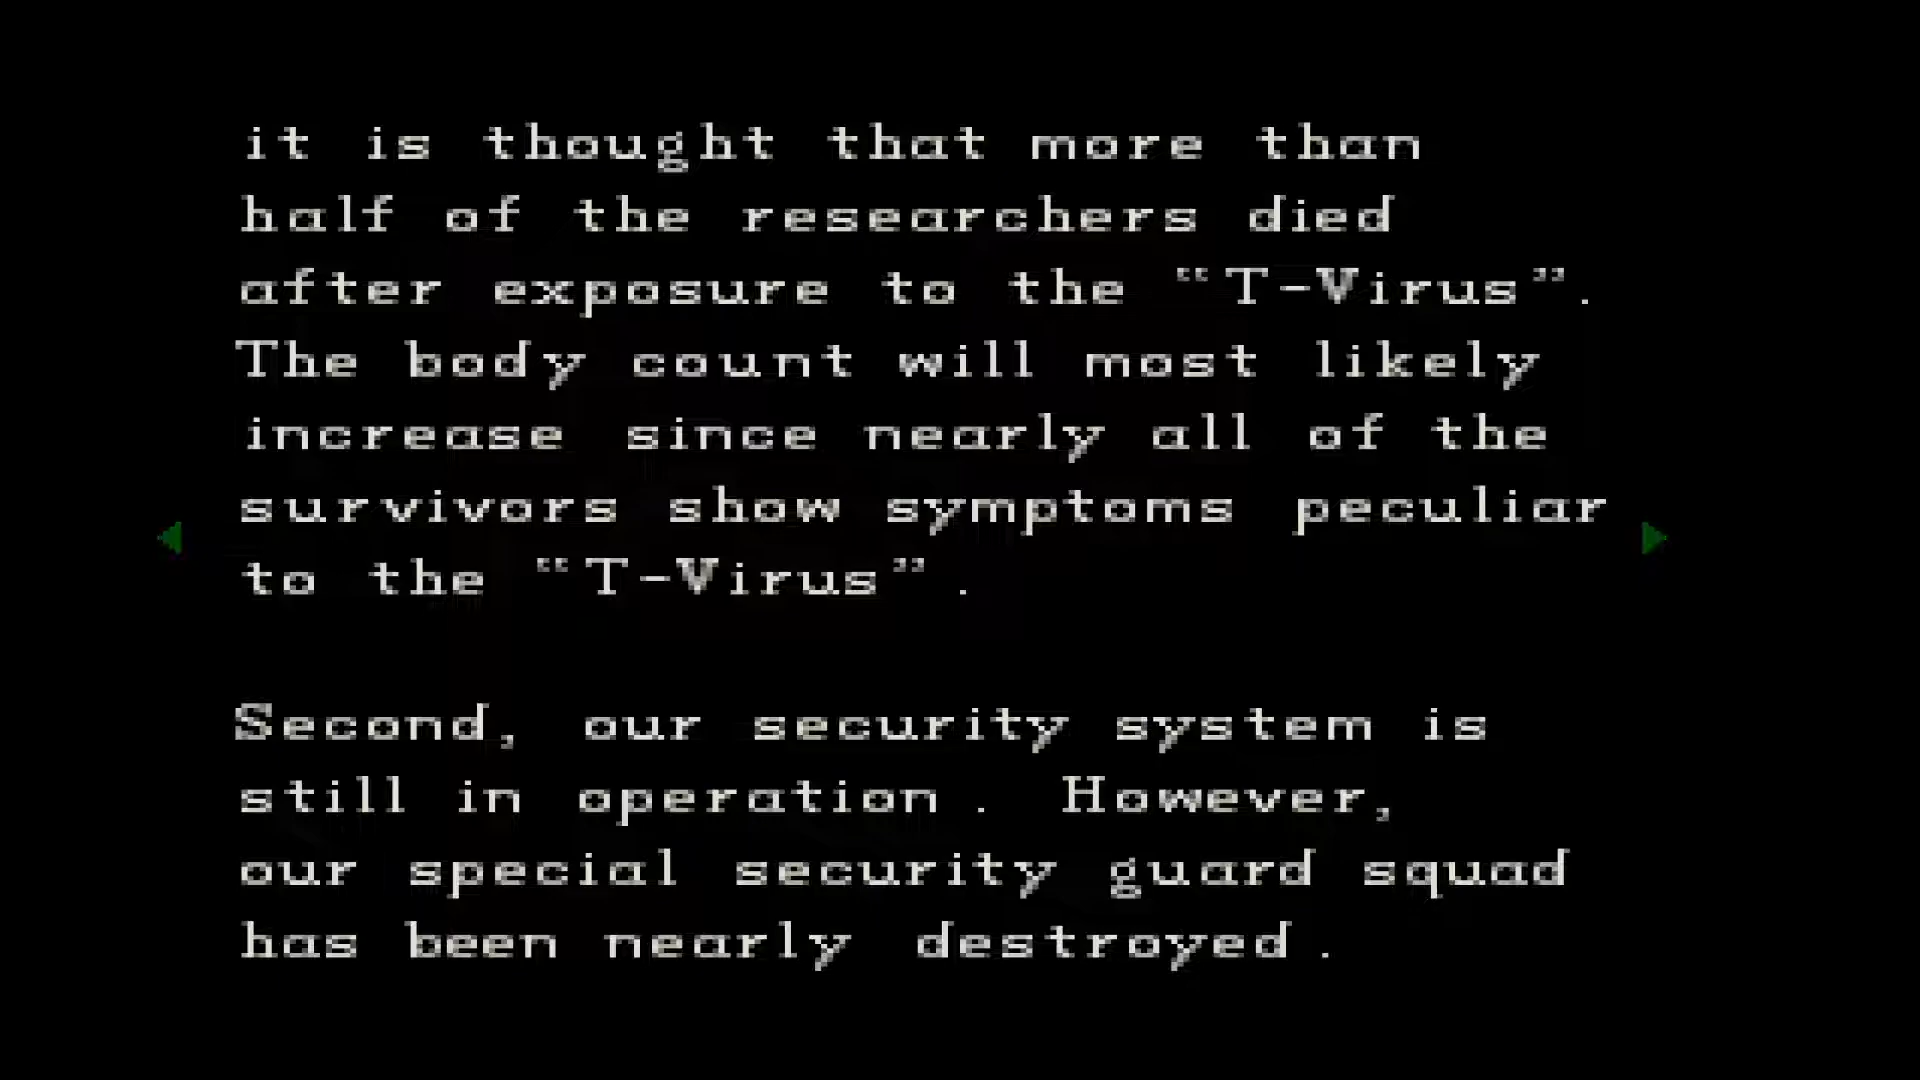 it is thought that more than
half of the researchers died
after exposure to the “T-Virus”.
The body count will most likely
increase since nearly all of the
survivors show symptoms peculiar
to the “T-Virus”.
Second, our security system is
still in operation. However,
our special security guard squad
has been nearly destroyed.